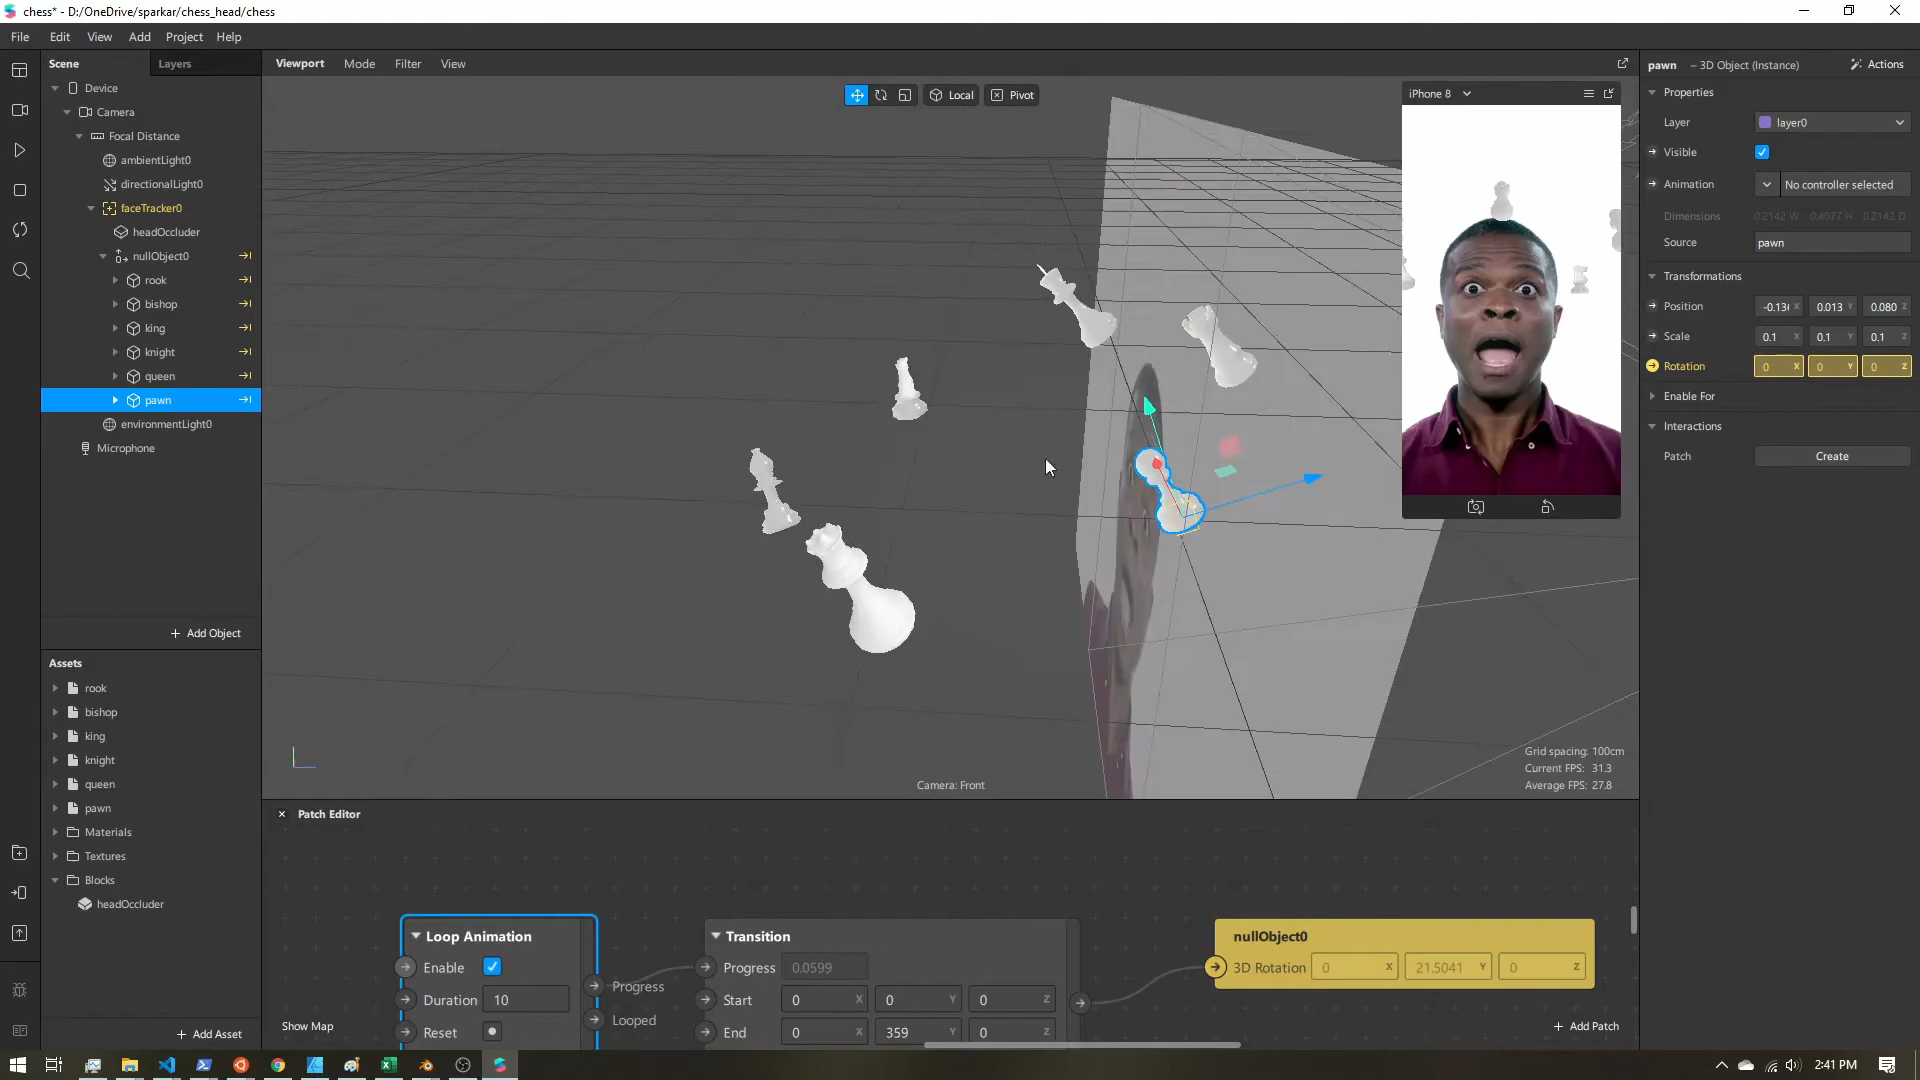 chess* - D:/OneDrive/sparkar/chess_head/chess
File Edit View Add Project Help
Scene Layers
Device
Camera
Focal Distance
ambientLight0
directionalLight0
faceTracker0
headOccluder
nullObject0
rook
bishop
king
knight
queen
pawn
environmentLight0
Microphone
+ Add Object
Assets
rook
bishop
king
knight
queen
pawn
Materials
Textures
Blocks
headOccluder
+ Add Asset
Viewport Mode Filter View
Local Pivot
iPhone 8
Grid spacing: 100cm
Current FPS: 31.3
Average FPS: 27.8
Camera: Front
Patch Editor
Loop Animation
Enable
Duration 10
Reset
Progress
Looped
Transition
Progress 0.0599
Start 0 X 0 Y 0 Z
End 0 X 359 Y 0 Z
nullObject0
3D Rotation 0 X 21.5041 Y 0 Z
Show Map
+ Add Patch
pawn – 3D Object (Instance) Actions
Properties
Layer layer0
Visible
Animation No controller selected
Dimensions 0.2142 W 0.4077 H 0.2142 D
Source pawn
Transformations
Position 0.013 Y 0.080 Z
Scale 0.1 X 0.1 Y 0.1 Z
Rotation 0 X 0 Y 0 Z
Enable For
Interactions
Patch Create
2:41 PM